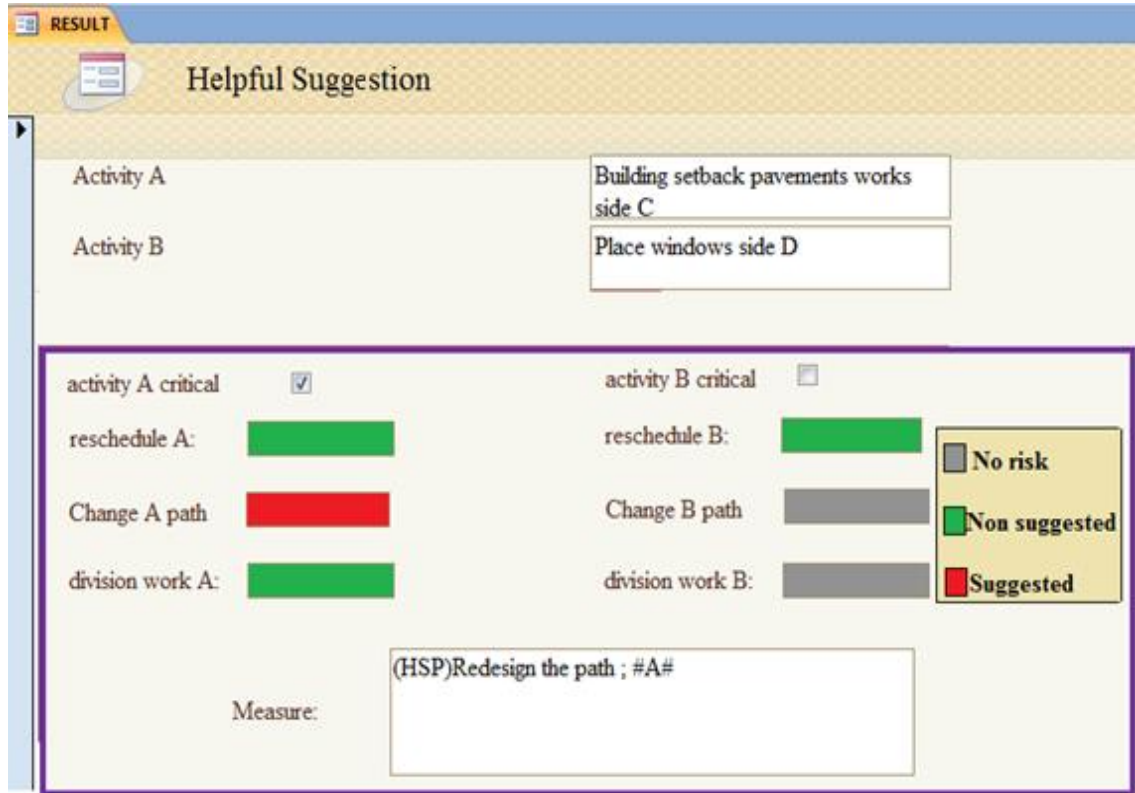 RESULT
Helpful Suggestion
Activity A
Building setback pavements works
side C
Activity B
Place windows side D
activity A critical
activity B critical
reschedule A:
reschedule B:
No risk
Change A path
Change B path
Non suggested
division work A:
division work B:
Suggested
(HSP)Redesign the path ; #A#
Measure: